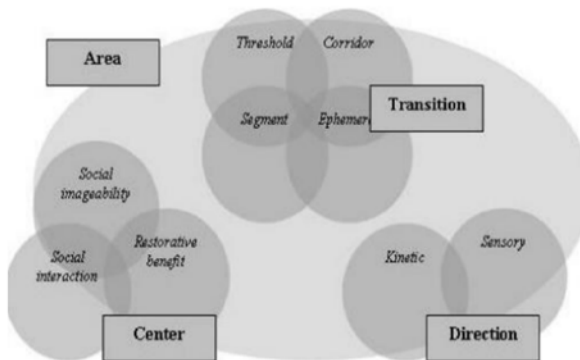 Threshold Corridor
Area
Transition
Segment Ephemer
Social
imageability
Social
interaction
Restorative
benefit
Kinetic
Sensory
Center
Direction